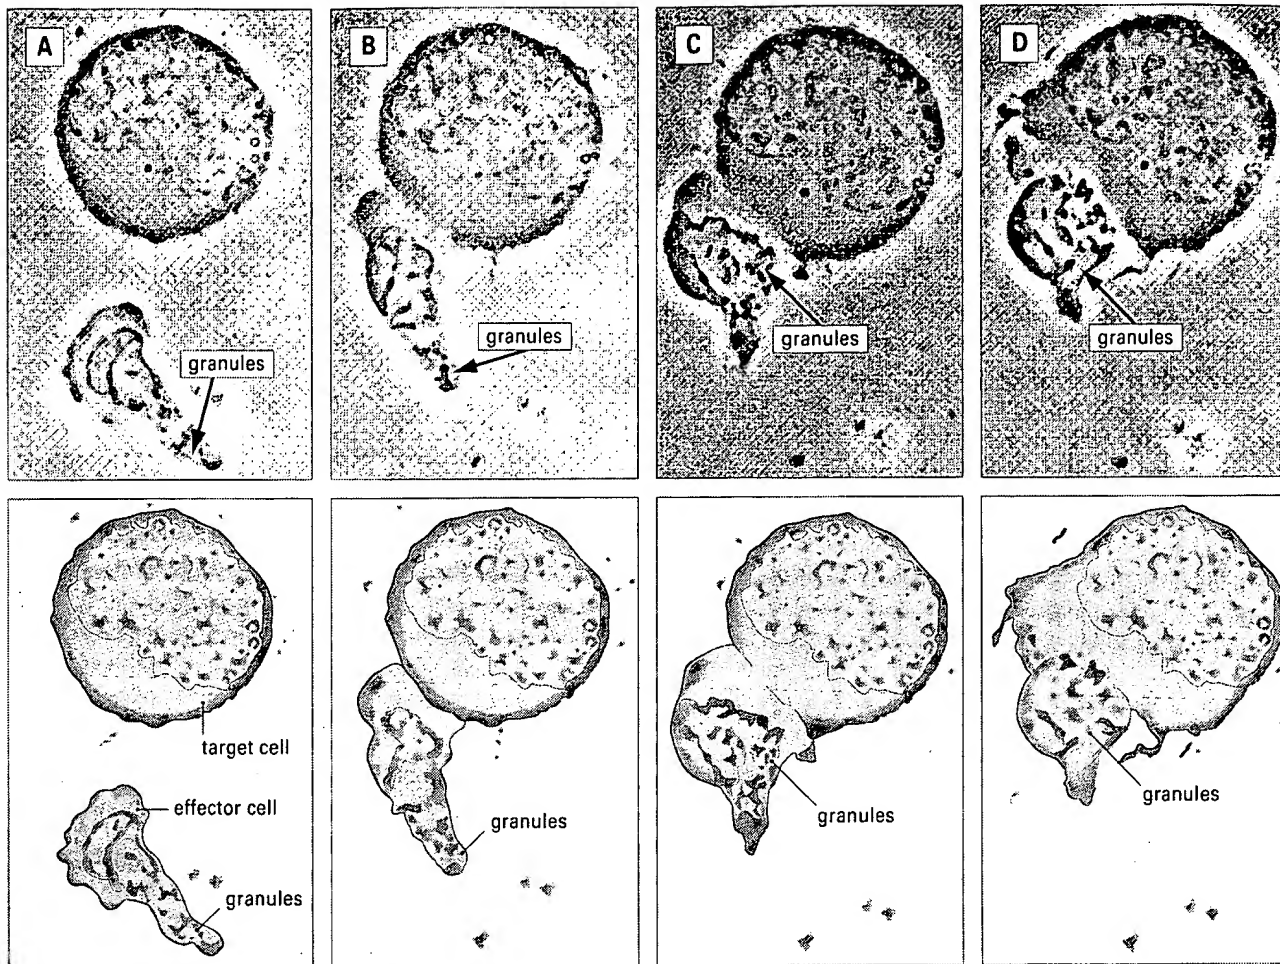 A
B
C
D
granules
granules
granules
granules
target cell
effector cell
granules
granules
granules
granules